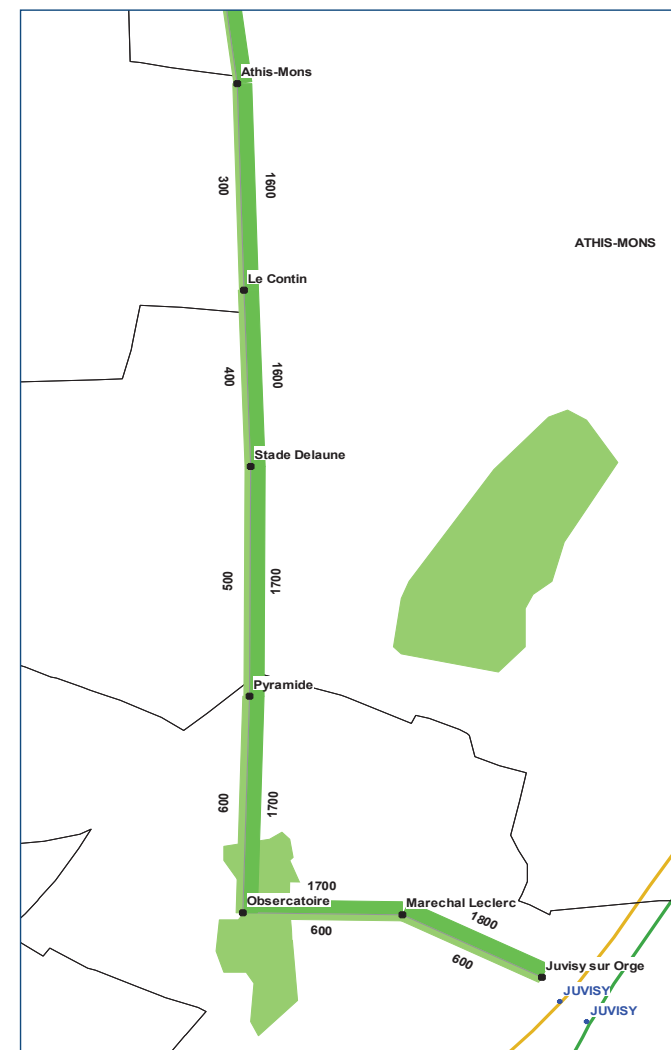 Athis-Mons
300
1600
ATHIS-MONS
Le Contin
400
1600
Stade Delaune
500
1700
Pyramide
600
1700
1700
Obsercatoire
Marechal Leclerc
600
1800
600
Juvisy sur Orge
JUVISY
JUVISY